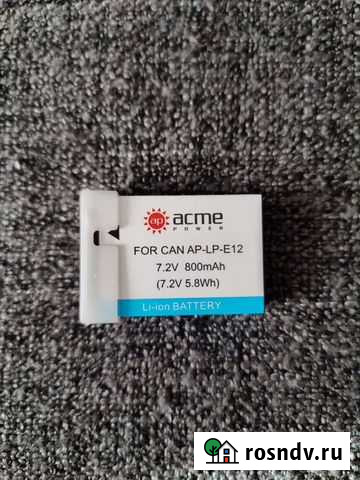 ap acme
POWER
FOR CAN AP-LP-E12
7.2V 800mAh
(7.2V 5.8Wh)
Li-ion BATTERY
rosndv.ru